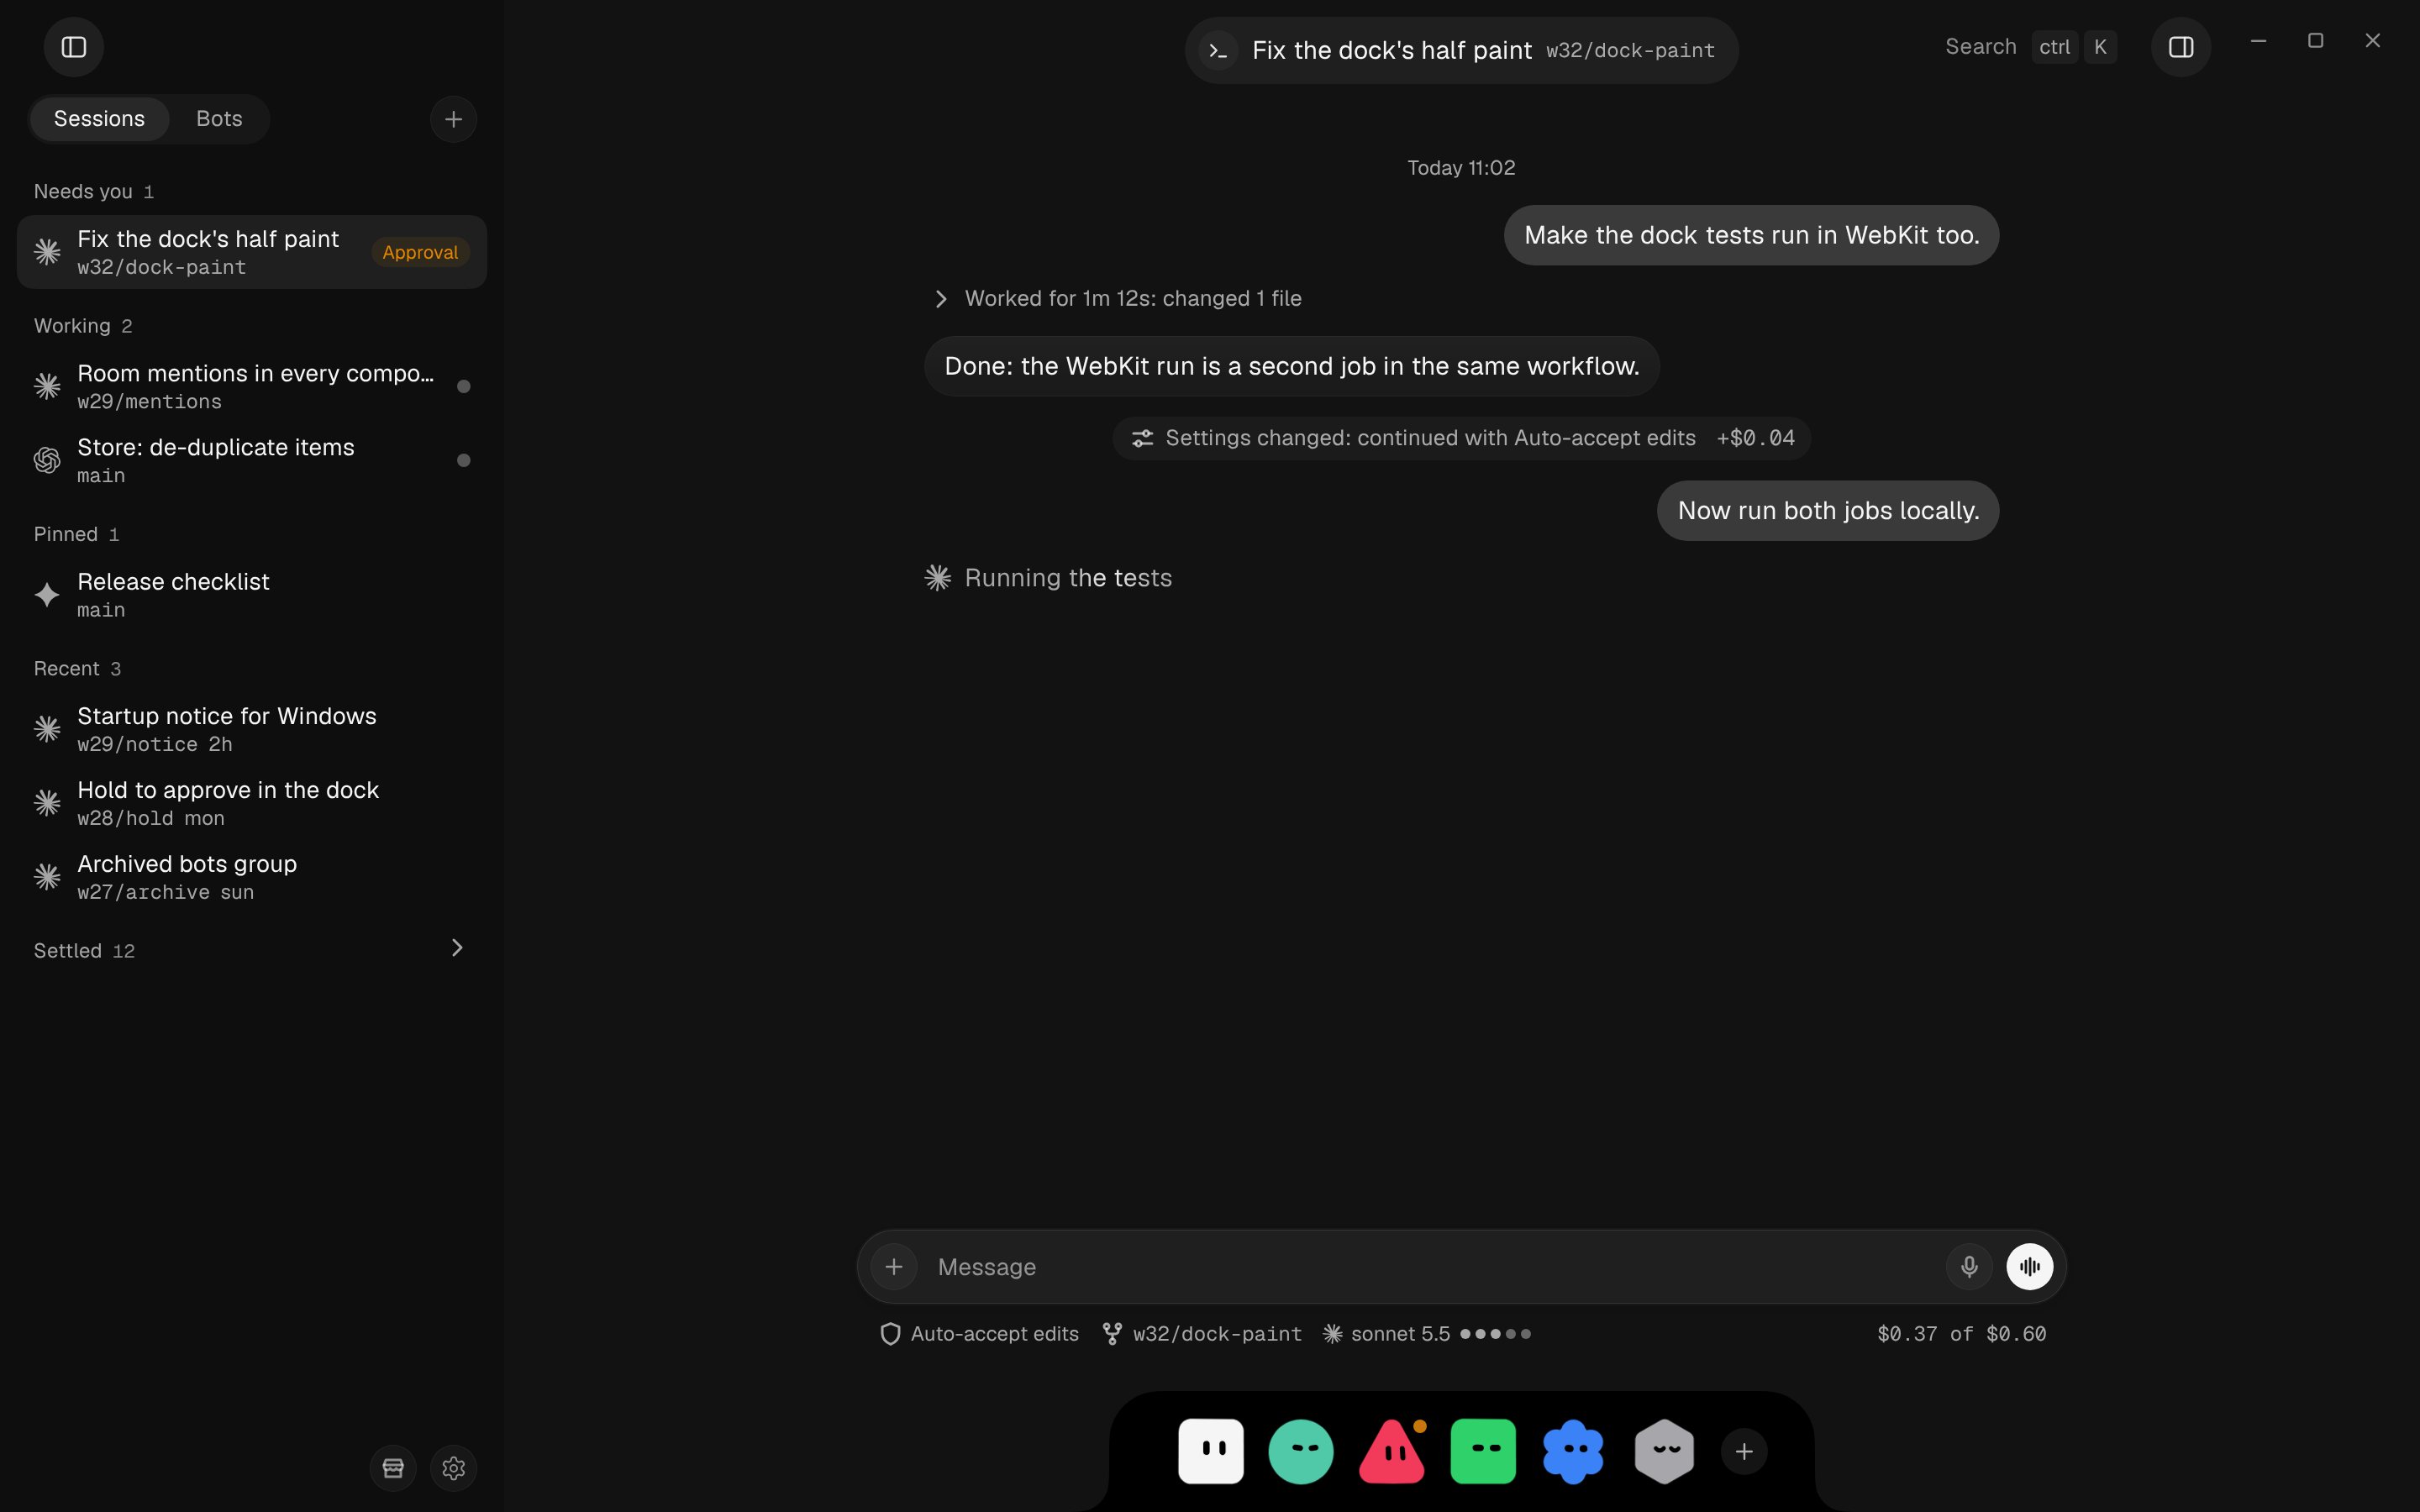 Fix the dock's half paint w32/dock-paint
Search ctrl K
Sessions Bots
Needs you 1
Fix the dock's half paint
w32/dock-paint
Approval
Working 2
Room mentions in every compo…
w29/mentions
Store: de-duplicate items
main
Pinned 1
Release checklist
main
Recent 3
Startup notice for Windows
w29/notice 2h
Hold to approve in the dock
w28/hold mon
Archived bots group
w27/archive sun
Settled 12
Today 11:02
Make the dock tests run in WebKit too.
Worked for 1m 12s: changed 1 file
Done: the WebKit run is a second job in the same workflow.
Settings changed: continued with Auto-accept edits +$0.04
Now run both jobs locally.
Running the tests
Message
Auto-accept edits w32/dock-paint sonnet 5.5 $0.37 of $0.60